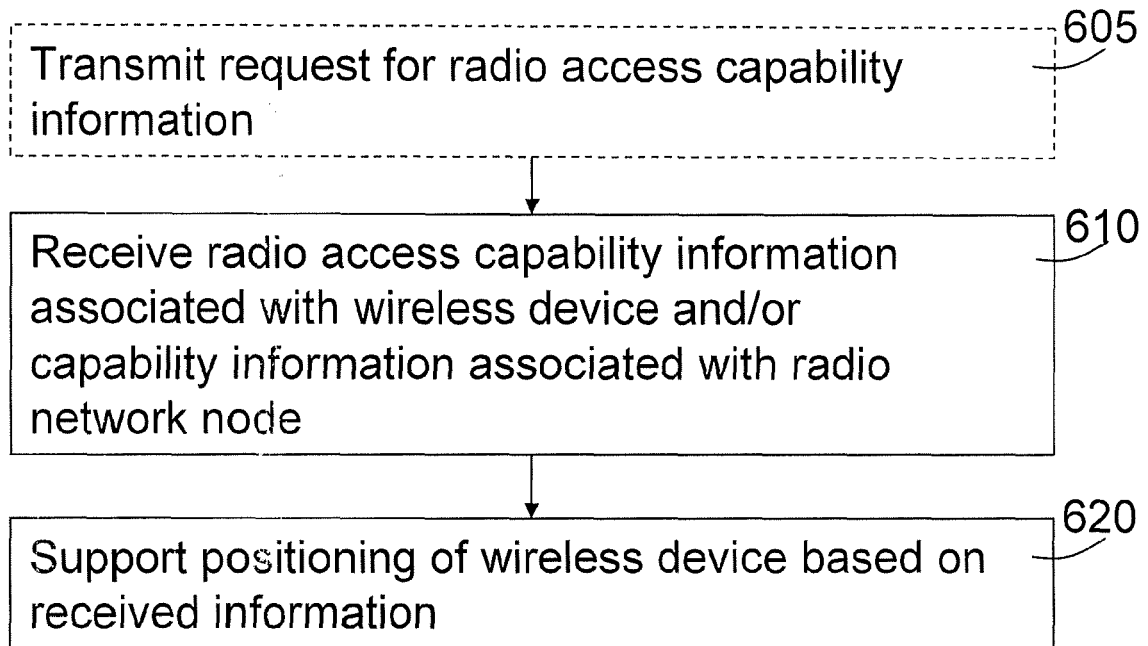 605
Transmit request for radio access capability
information
610
Receive radio access capability information
associated with wireless device and/or
capability information associated with radio
network node
620
Support positioning of wireless device based on
received information